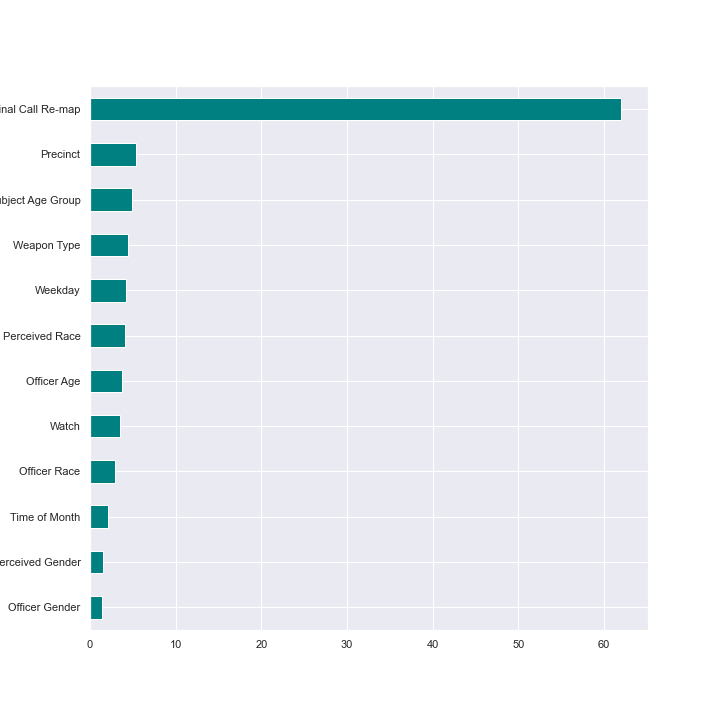 inal Call Re-map
Precinct
bject Age Group
Weapon Type
Weekday
Perceived Race
Officer Age
Watch
Officer Race
Time of Month
erceived Gender
Officer Gender
0 10 20 30 40 50 60